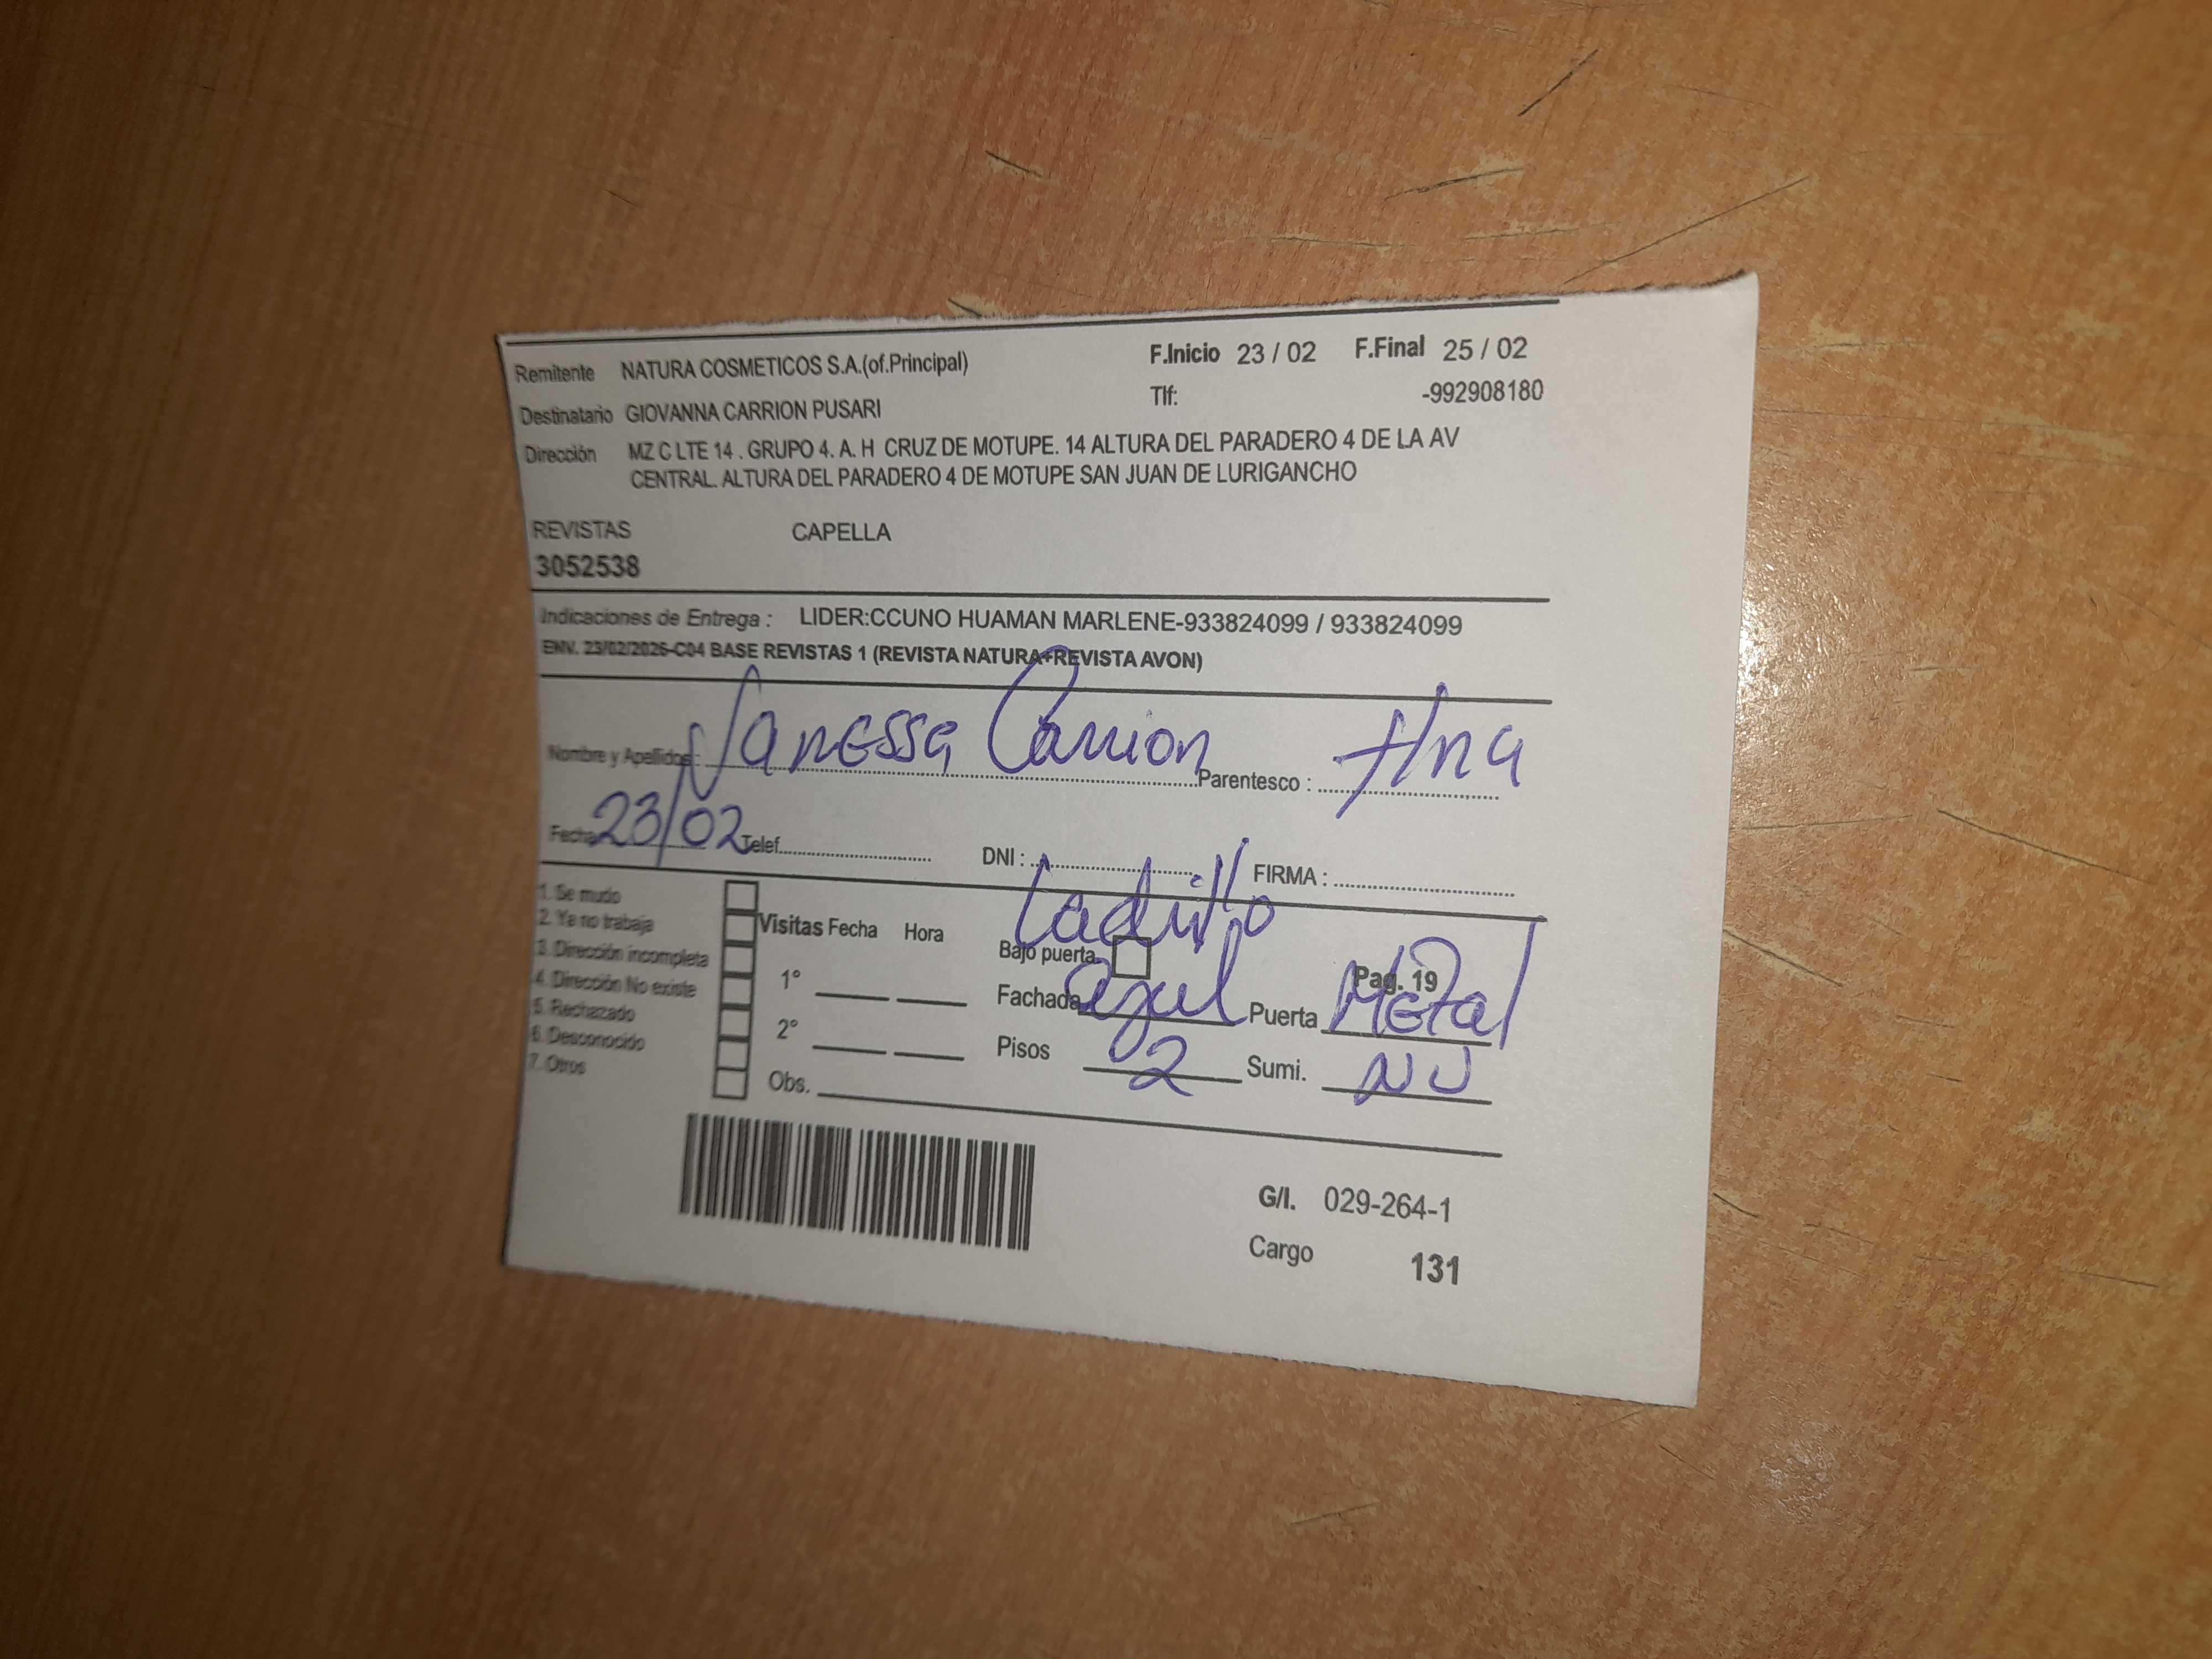 Remitente NATURA COSMETICOS S.A.(of.Principal) F.Inicio 23 / 02 F.Final 25 / 02
Destinatario GIOVANNA CARRION PUSARI Tlf: -992908180
Dirección MZ C LTE 14 . GRUPO 4. A. H CRUZ DE MOTUPE. 14 ALTURA DEL PARADERO 4 DE LA AV
CENTRAL. ALTURA DEL PARADERO 4 DE MOTUPE SAN JUAN DE LURIGANCHO
REVISTAS CAPELLA
3052538
Indicaciones de Entrega : LIDER:CCUNO HUAMAN MARLENE-933824099 / 933824099
ENV. 23/02/2026-C04 BASE REVISTAS 1 (REVISTA NATURA+REVISTA AVON)
Nombre y Apellidos : Vanessa Carrion Parentesco : Hna
Fecha 23/02 Telef. DNI : FIRMA :
1. Se mudo
2. Ya no trabaja
3. Dirección incompleta
4. Dirección No existe
5. Rechazado
6. Desconocido
7. Otros
Visitas Fecha Hora
1°
2°
Obs.
Ladrillo
Bajo puerta Pag. 19
Fachada azul Puerta Metal
Pisos 2 Sumi. NV
G/I. 029-264-1
Cargo 131